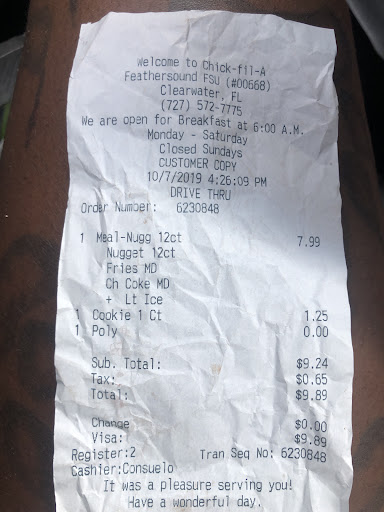 Welcome to Chick-fil-A
Feathersound FSU (#00668)
Clearwater, FL
(727) 572-7775
We are open for Breakfast at 6:00 A.M.
Monday - Saturday
Closed Sundays
CUSTOMER COPY
10/7/2019 4:26:09 PM
DRIVE THRU
Order Number: 6230848
1 Meal-Nugg 12ct 7.99
Nugget 12ct
Fries MD
Ch Coke MD
+ Lt Ice
1 Cookie 1 Ct 1.25
1 Poly 0.00
Sub. Total: $9.24
Tax: $0.65
Total: $9.89
Change $0.00
Visa: $9.89
Register:2 Tran Seq No: 6230848
Cashier:Consuelo
It was a pleasure serving you!
Have a wonderful day.